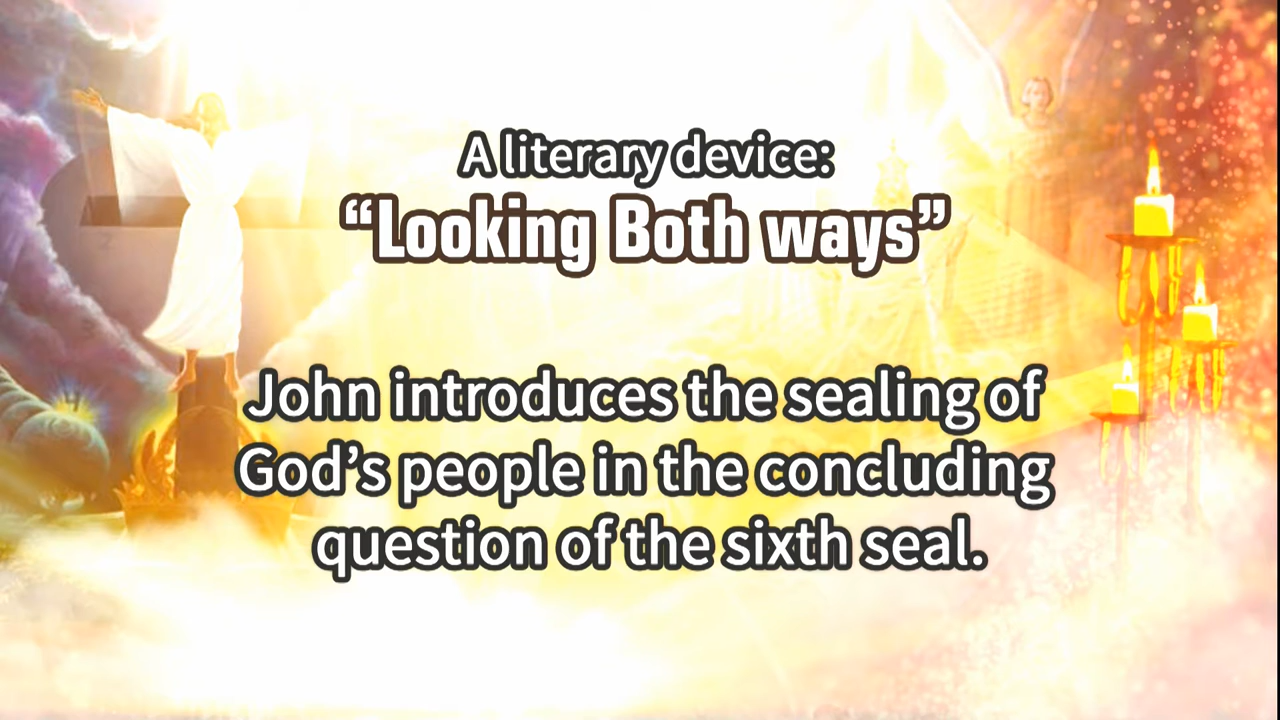 A literary device:
“Looking Both ways”
John introduces the sealing of
God’s people in the concluding
question of the sixth seal.